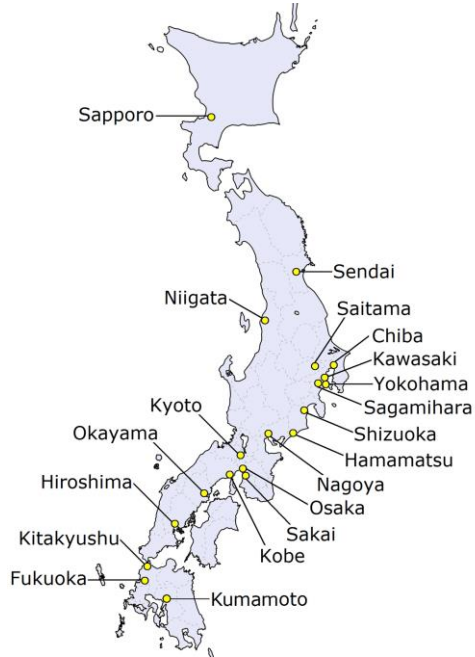 Sapporo
Sendai
Niigata
Saitama
Chiba
Kawasaki
Yokohama
Sagamihara
Kyoto
Shizuoka
Okayama
Hamamatsu
Nagoya
Hiroshima
Osaka
Sakai
Kitakyushu
Kobe
Fukuoka
Kumamoto